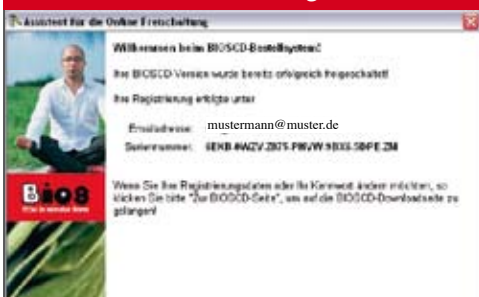 Assistent für die Online Freischaltung
Willkommen beim BIOSCD-Bestellsystem!
Ihre BIOSCD-Version wurde bereits erfolgreich freigeschaltet!
Ihre Registrierung erfolgte unter
Emailadresse: mustermann@muster.de
Seriennummer:
Bio8
Wenn Sie Ihre Registrierungsdaten oder Ihr Kennwort ändern möchten, so
klicken Sie bitte "Zur BIOSCD-Seite", um auf die BIOSCD-Downloadseite zu
gelangen!